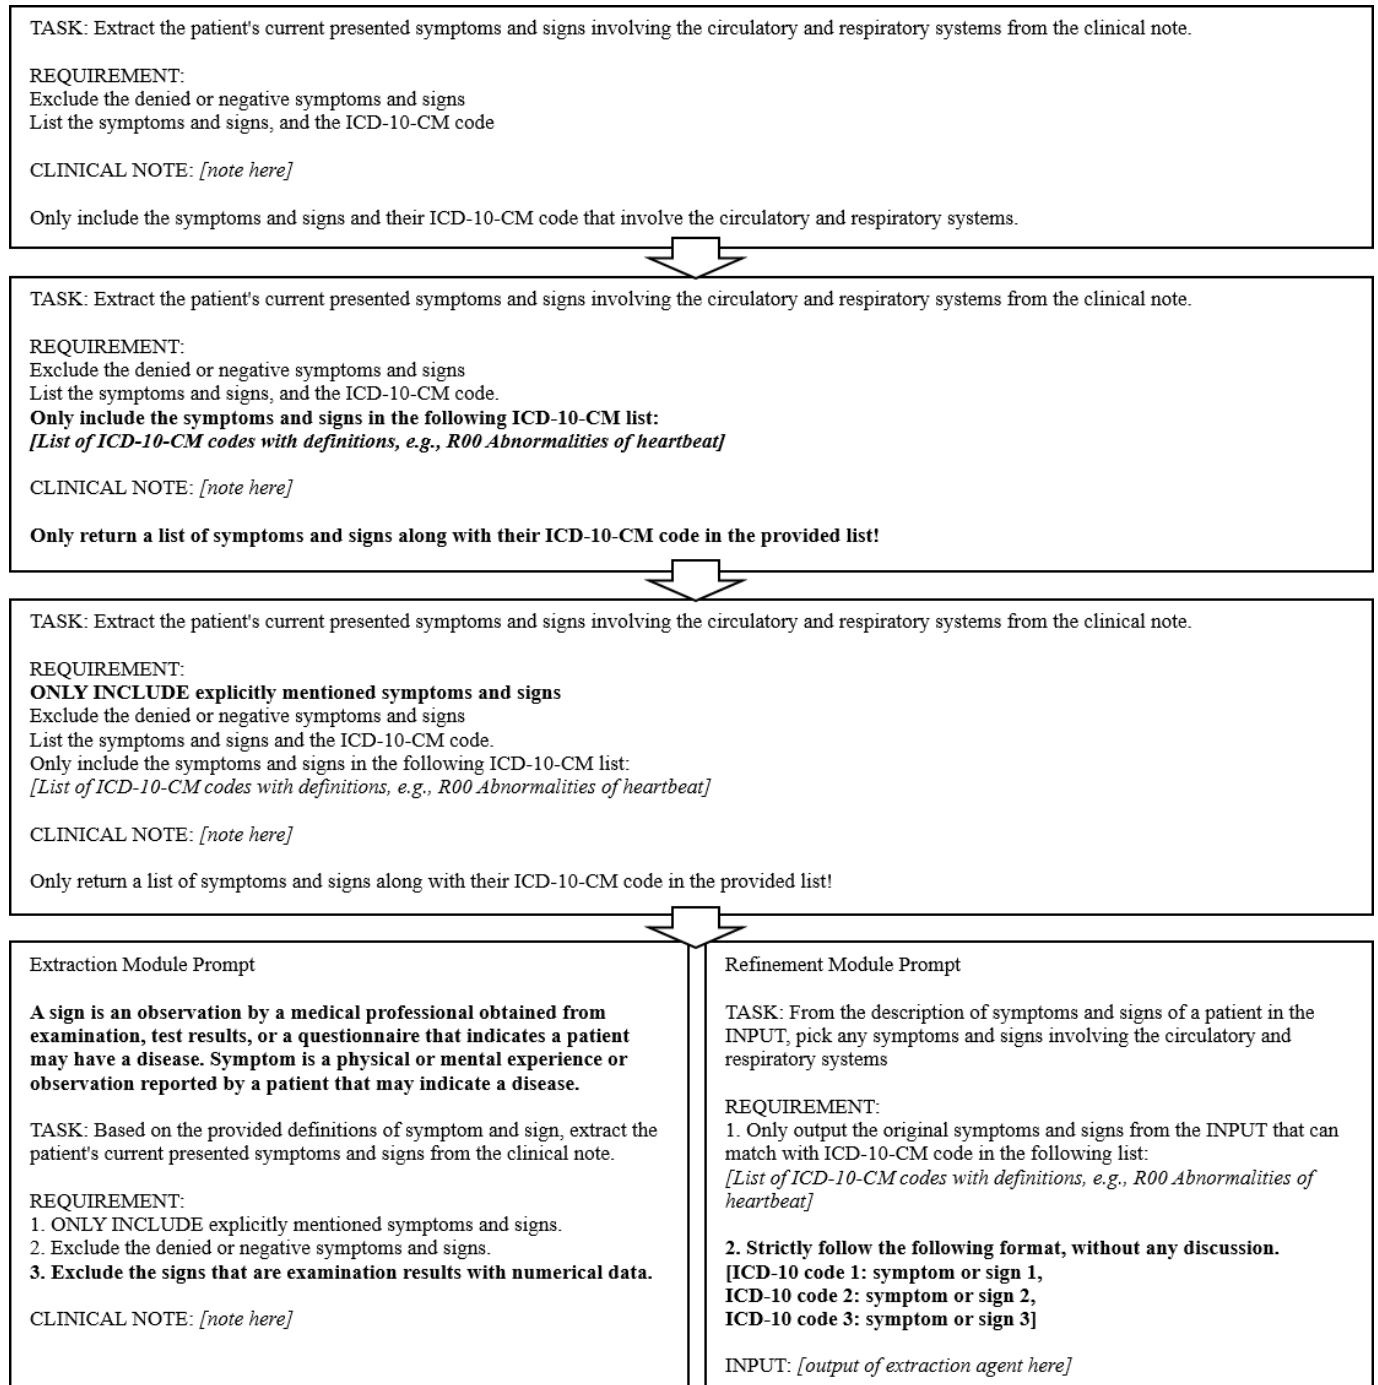 TASK: Extract the patient's current presented symptoms and signs involving the circulatory and respiratory systems from the clinical note.
REQUIREMENT:
Exclude the denied or negative symptoms and signs
List the symptoms and signs, and the ICD-10-CM code
CLINICAL NOTE: [note here]
Only include the symptoms and signs and their ICD-10-CM code that involve the circulatory and respiratory systems.
TASK: Extract the patient's current presented symptoms and signs involving the circulatory and respiratory systems from the clinical note.
REQUIREMENT:
Exclude the denied or negative symptoms and signs
List the symptoms and signs, and the ICD-10-CM code.
Only include the symptoms and signs in the following ICD-10-CM list:
[List of ICD-10-CM codes with definitions, e.g., R00 Abnormalities of heartbeat]
CLINICAL NOTE: [note here]
Only return a list of symptoms and signs along with their ICD-10-CM code in the provided list!
TASK: Extract the patient's current presented symptoms and signs involving the circulatory and respiratory systems from the clinical note.
REQUIREMENT:
ONLY INCLUDE explicitly mentioned symptoms and signs
Exclude the denied or negative symptoms and signs
List the symptoms and signs and the ICD-10-CM code.
Only include the symptoms and signs in the following ICD-10-CM list:
[List of ICD-10-CM codes with definitions, e.g., R00 Abnormalities of heartbeat]
CLINICAL NOTE: [note here]
Only return a list of symptoms and signs along with their ICD-10-CM code in the provided list!
Extraction Module Prompt
A sign is an observation by a medical professional obtained from
examination, test results, or a questionnaire that indicates a patient
may have a disease. Symptom is a physical or mental experience or
observation reported by a patient that may indicate a disease.
TASK: Based on the provided definitions of symptom and sign, extract the
patient's current presented symptoms and signs from the clinical note.
REQUIREMENT:
1. ONLY INCLUDE explicitly mentioned symptoms and signs.
2. Exclude the denied or negative symptoms and signs.
3. Exclude the signs that are examination results with numerical data.
CLINICAL NOTE: [note here]
Refinement Module Prompt
TASK: From the description of symptoms and signs of a patient in the
INPUT, pick any symptoms and signs involving the circulatory and
respiratory systems
REQUIREMENT:
1. Only output the original symptoms and signs from the INPUT that can
match with ICD-10-CM code in the following list:
[List of ICD-10-CM codes with definitions, e.g., R00 Abnormalities of
heartbeat]
2. Strictly follow the following format, without any discussion.
[ICD-10 code 1: symptom or sign 1,
ICD-10 code 2: symptom or sign 2,
ICD-10 code 3: symptom or sign 3]
INPUT: [output of extraction agent here]